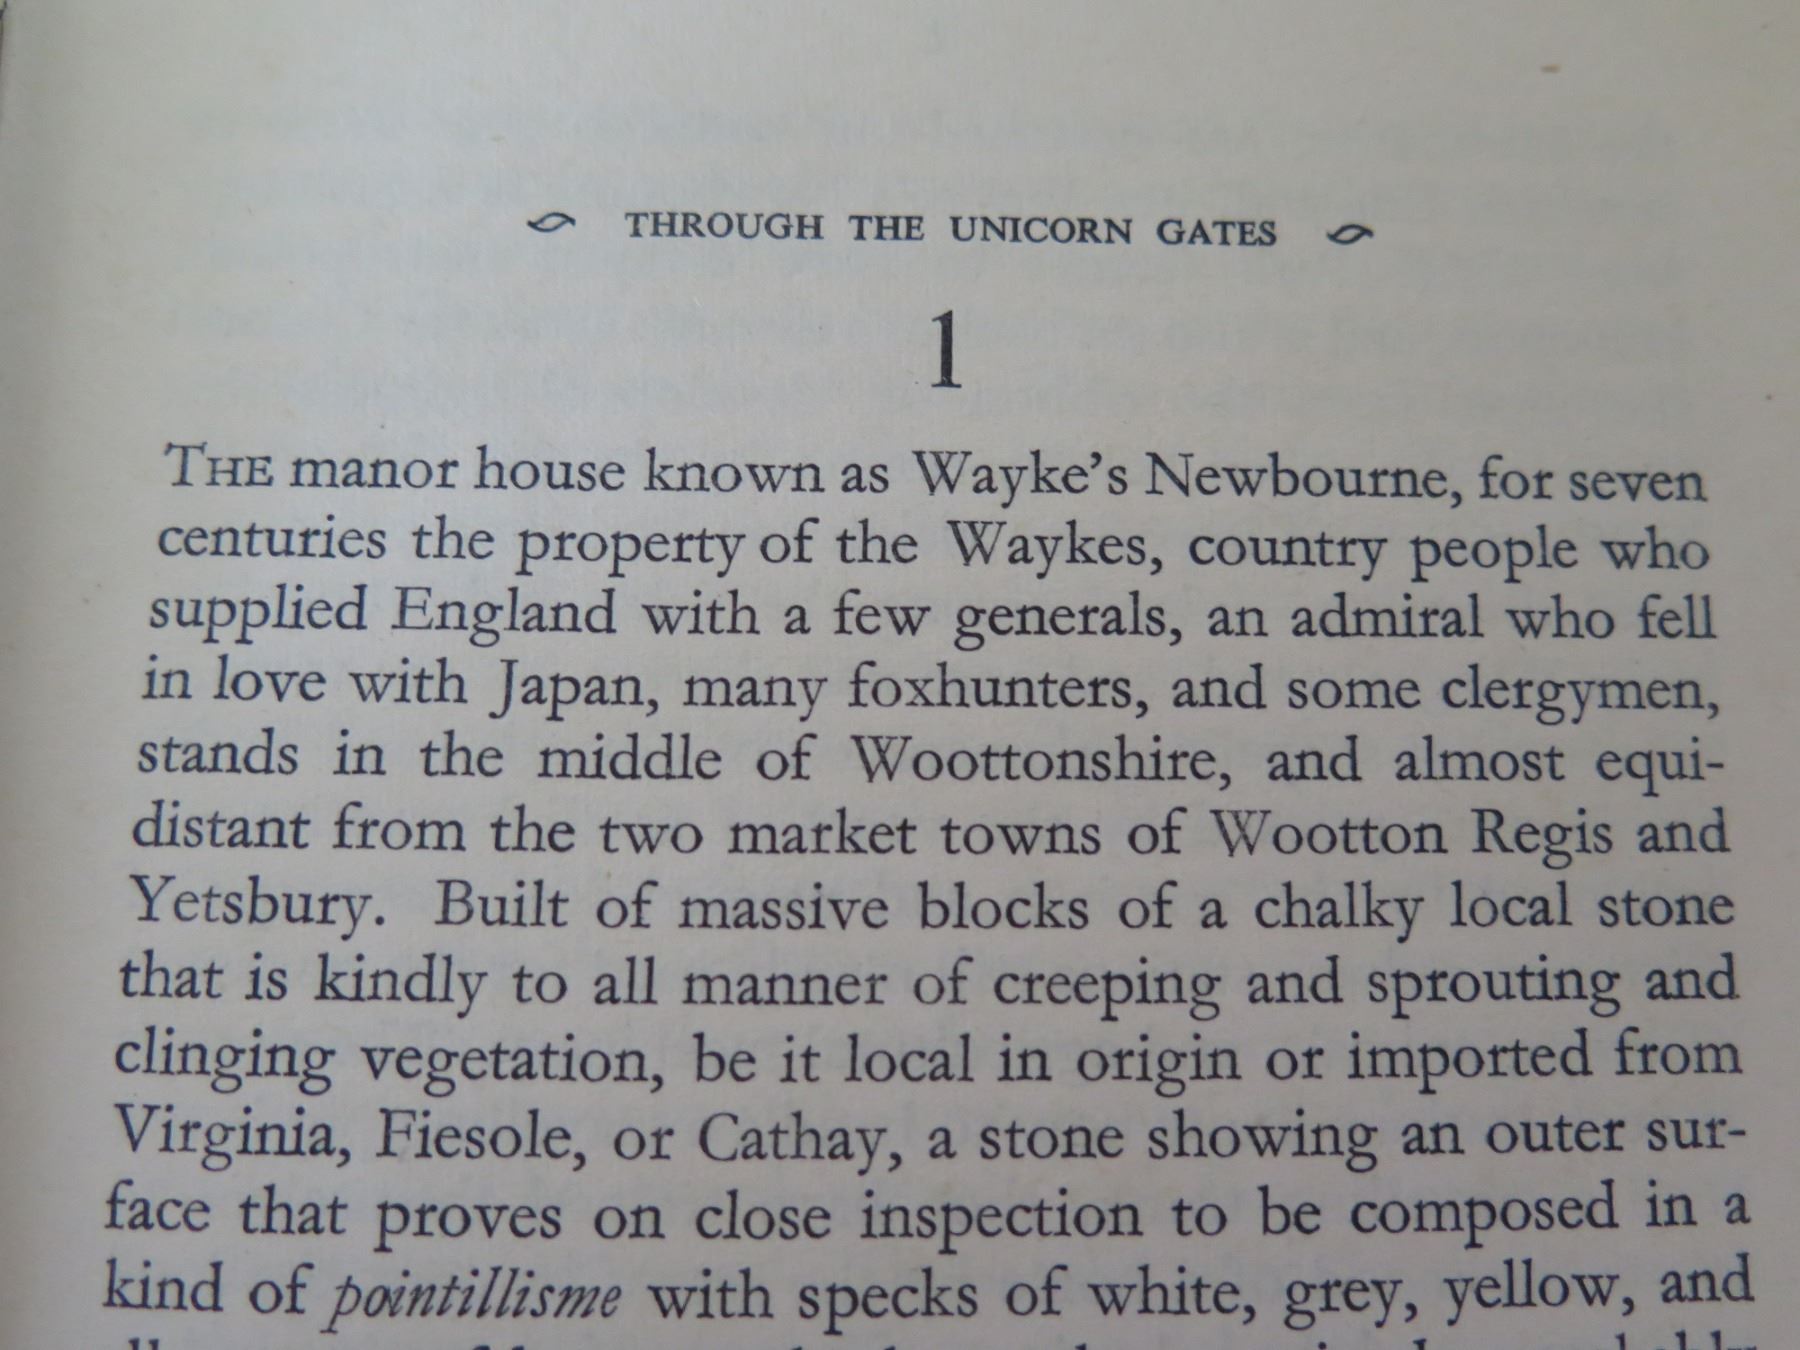 THROUGH THE UNICORN GATES
1
THE manor house known as Wayke's Newbourne, for seven
centuries the property of the Waykes, country people who
supplied England with a few generals, an admiral who fell
in love with Japan, many foxhunters, and some clergymen,
stands in the middle of Woottonshire, and almost equi-
distant from the two market towns of Wootton Regis and
Yetsbury. Built of massive blocks of a chalky local stone
that is kindly to all manner of creeping and sprouting and
clinging vegetation, be it local in origin or imported from
Virginia, Fiesole, or Cathay, a stone showing an outer sur-
face that proves on close inspection to be composed in a
kind of pointillisme with specks of white, grey, yellow, and